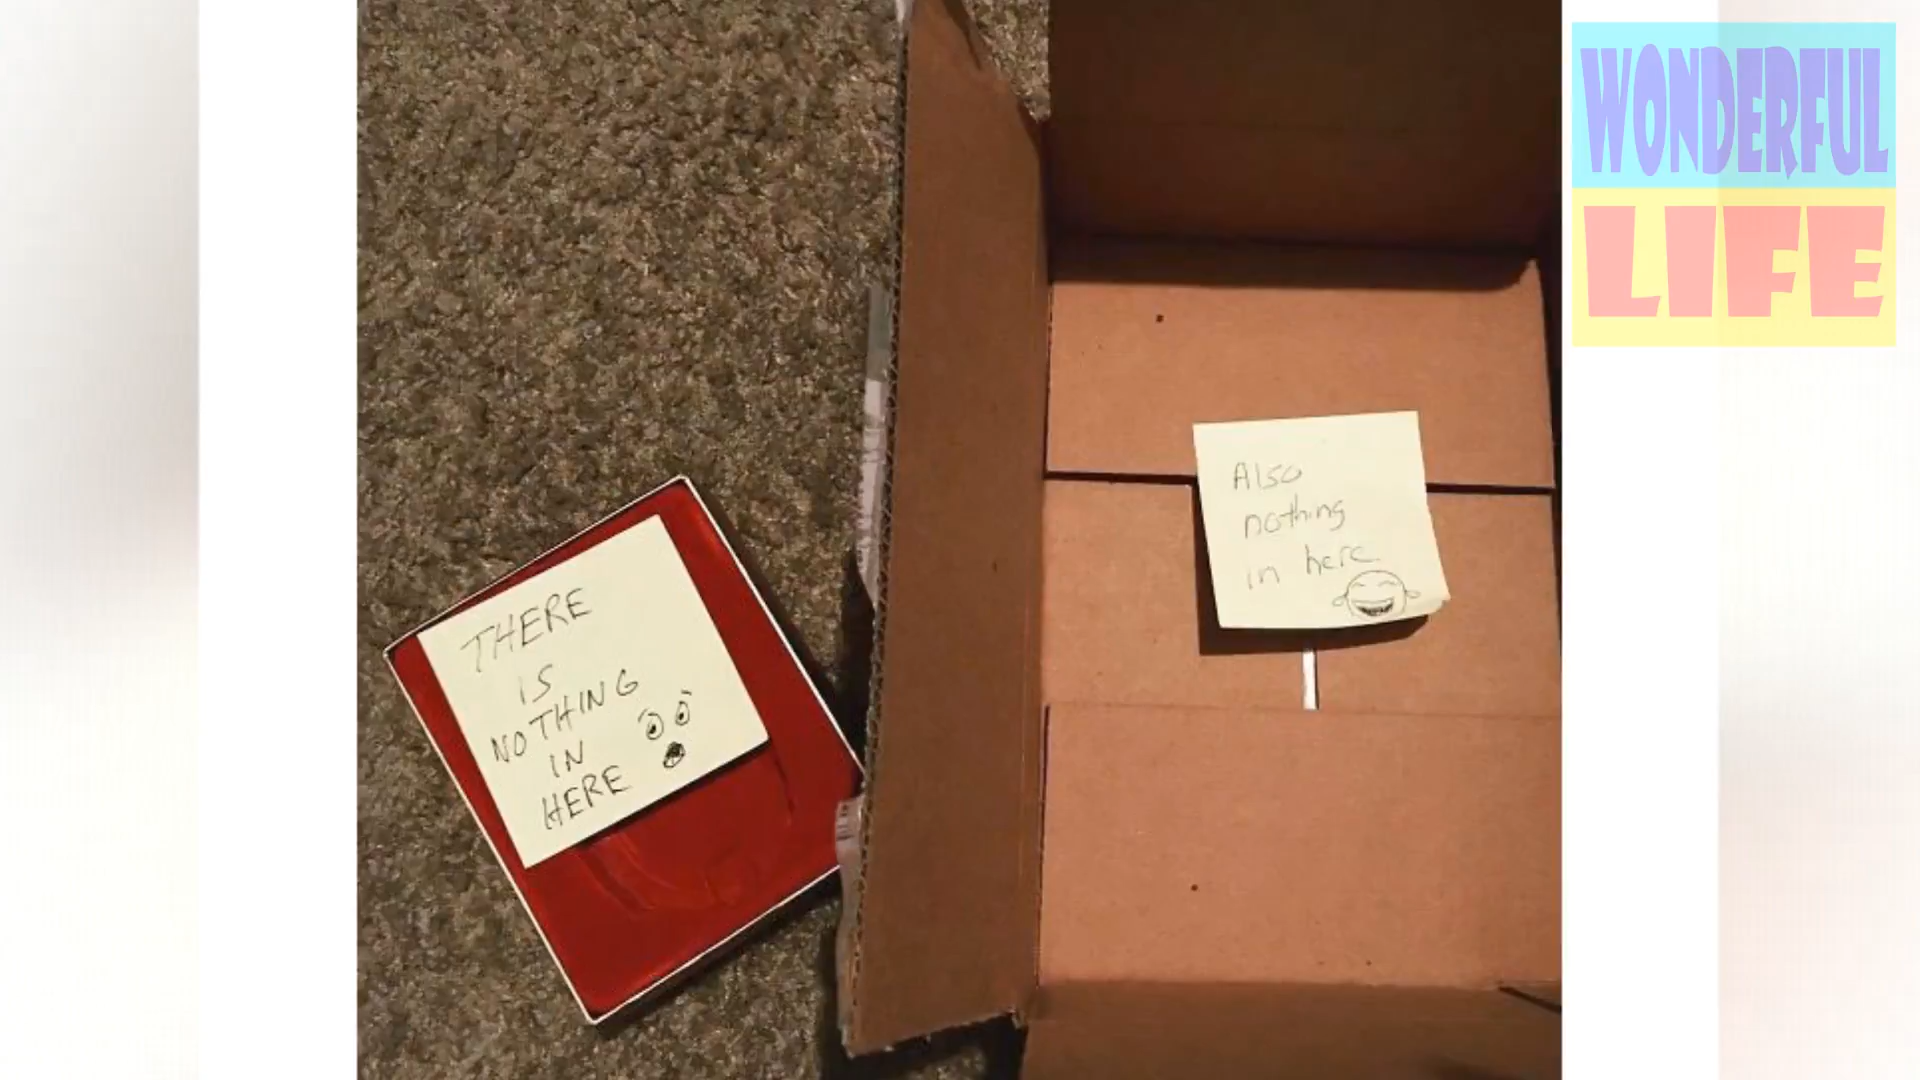 WONDERFUL
LIFE
Also
nothing
in here
THERE
is
NOTHING
IN
HERE